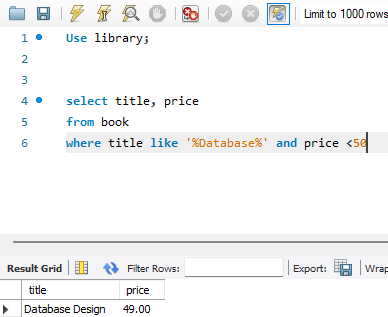 Limit to 1000 rows
1 Use library;
2
3
4 select title, price
5 from book
6 where title like '%Database%' and price <50
Result Grid Filter Rows: Export: Wrap
title price
Database Design 49.00